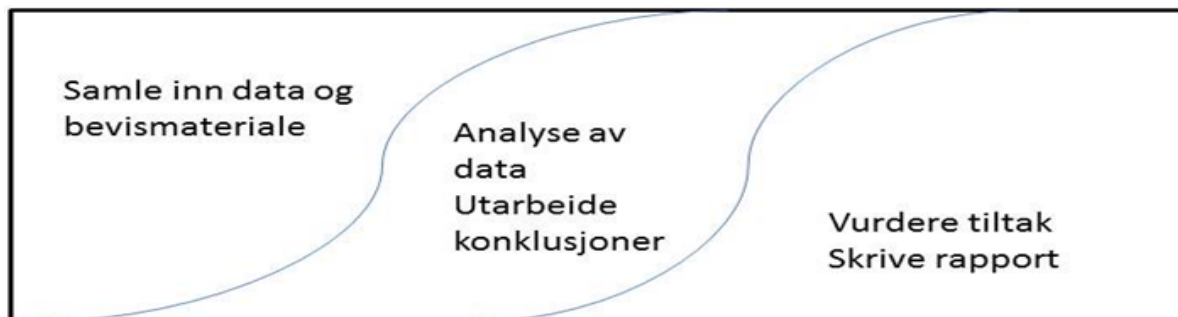 Samle inn data og
bevismateriale
Analyse av
data
Utarbeide
konklusjoner
Vurdere tiltak
Skrive rapport